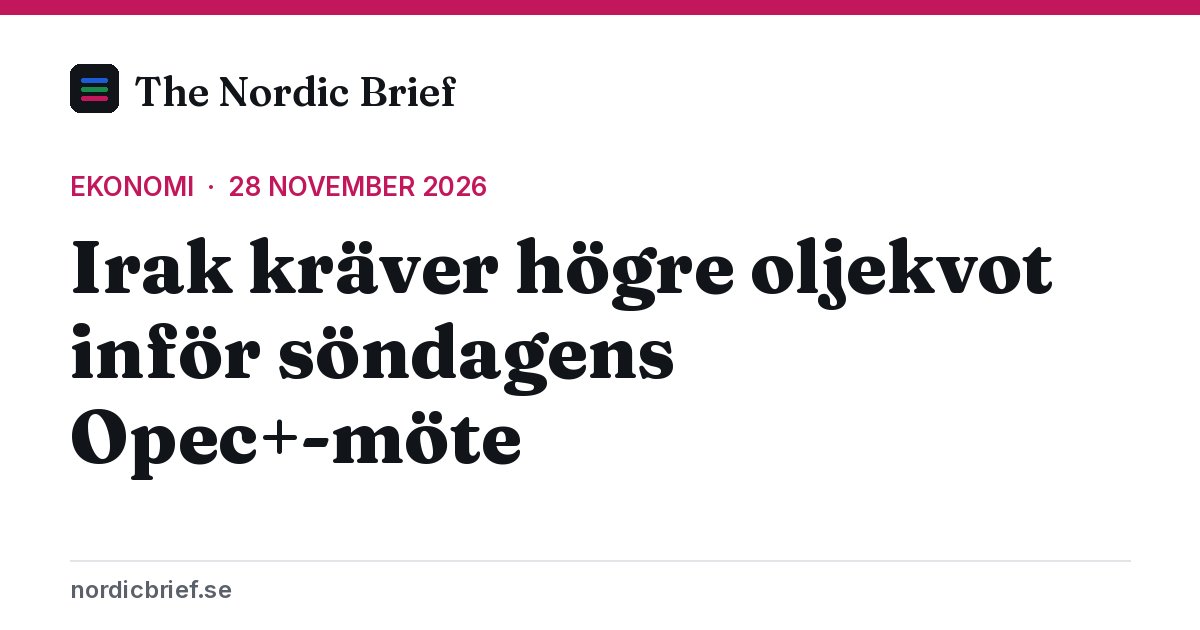 The Nordic Brief
EKONOMI · 28 NOVEMBER 2026
Irak kräver högre oljekvot
inför söndagens
Opec+-möte
nordicbrief.se